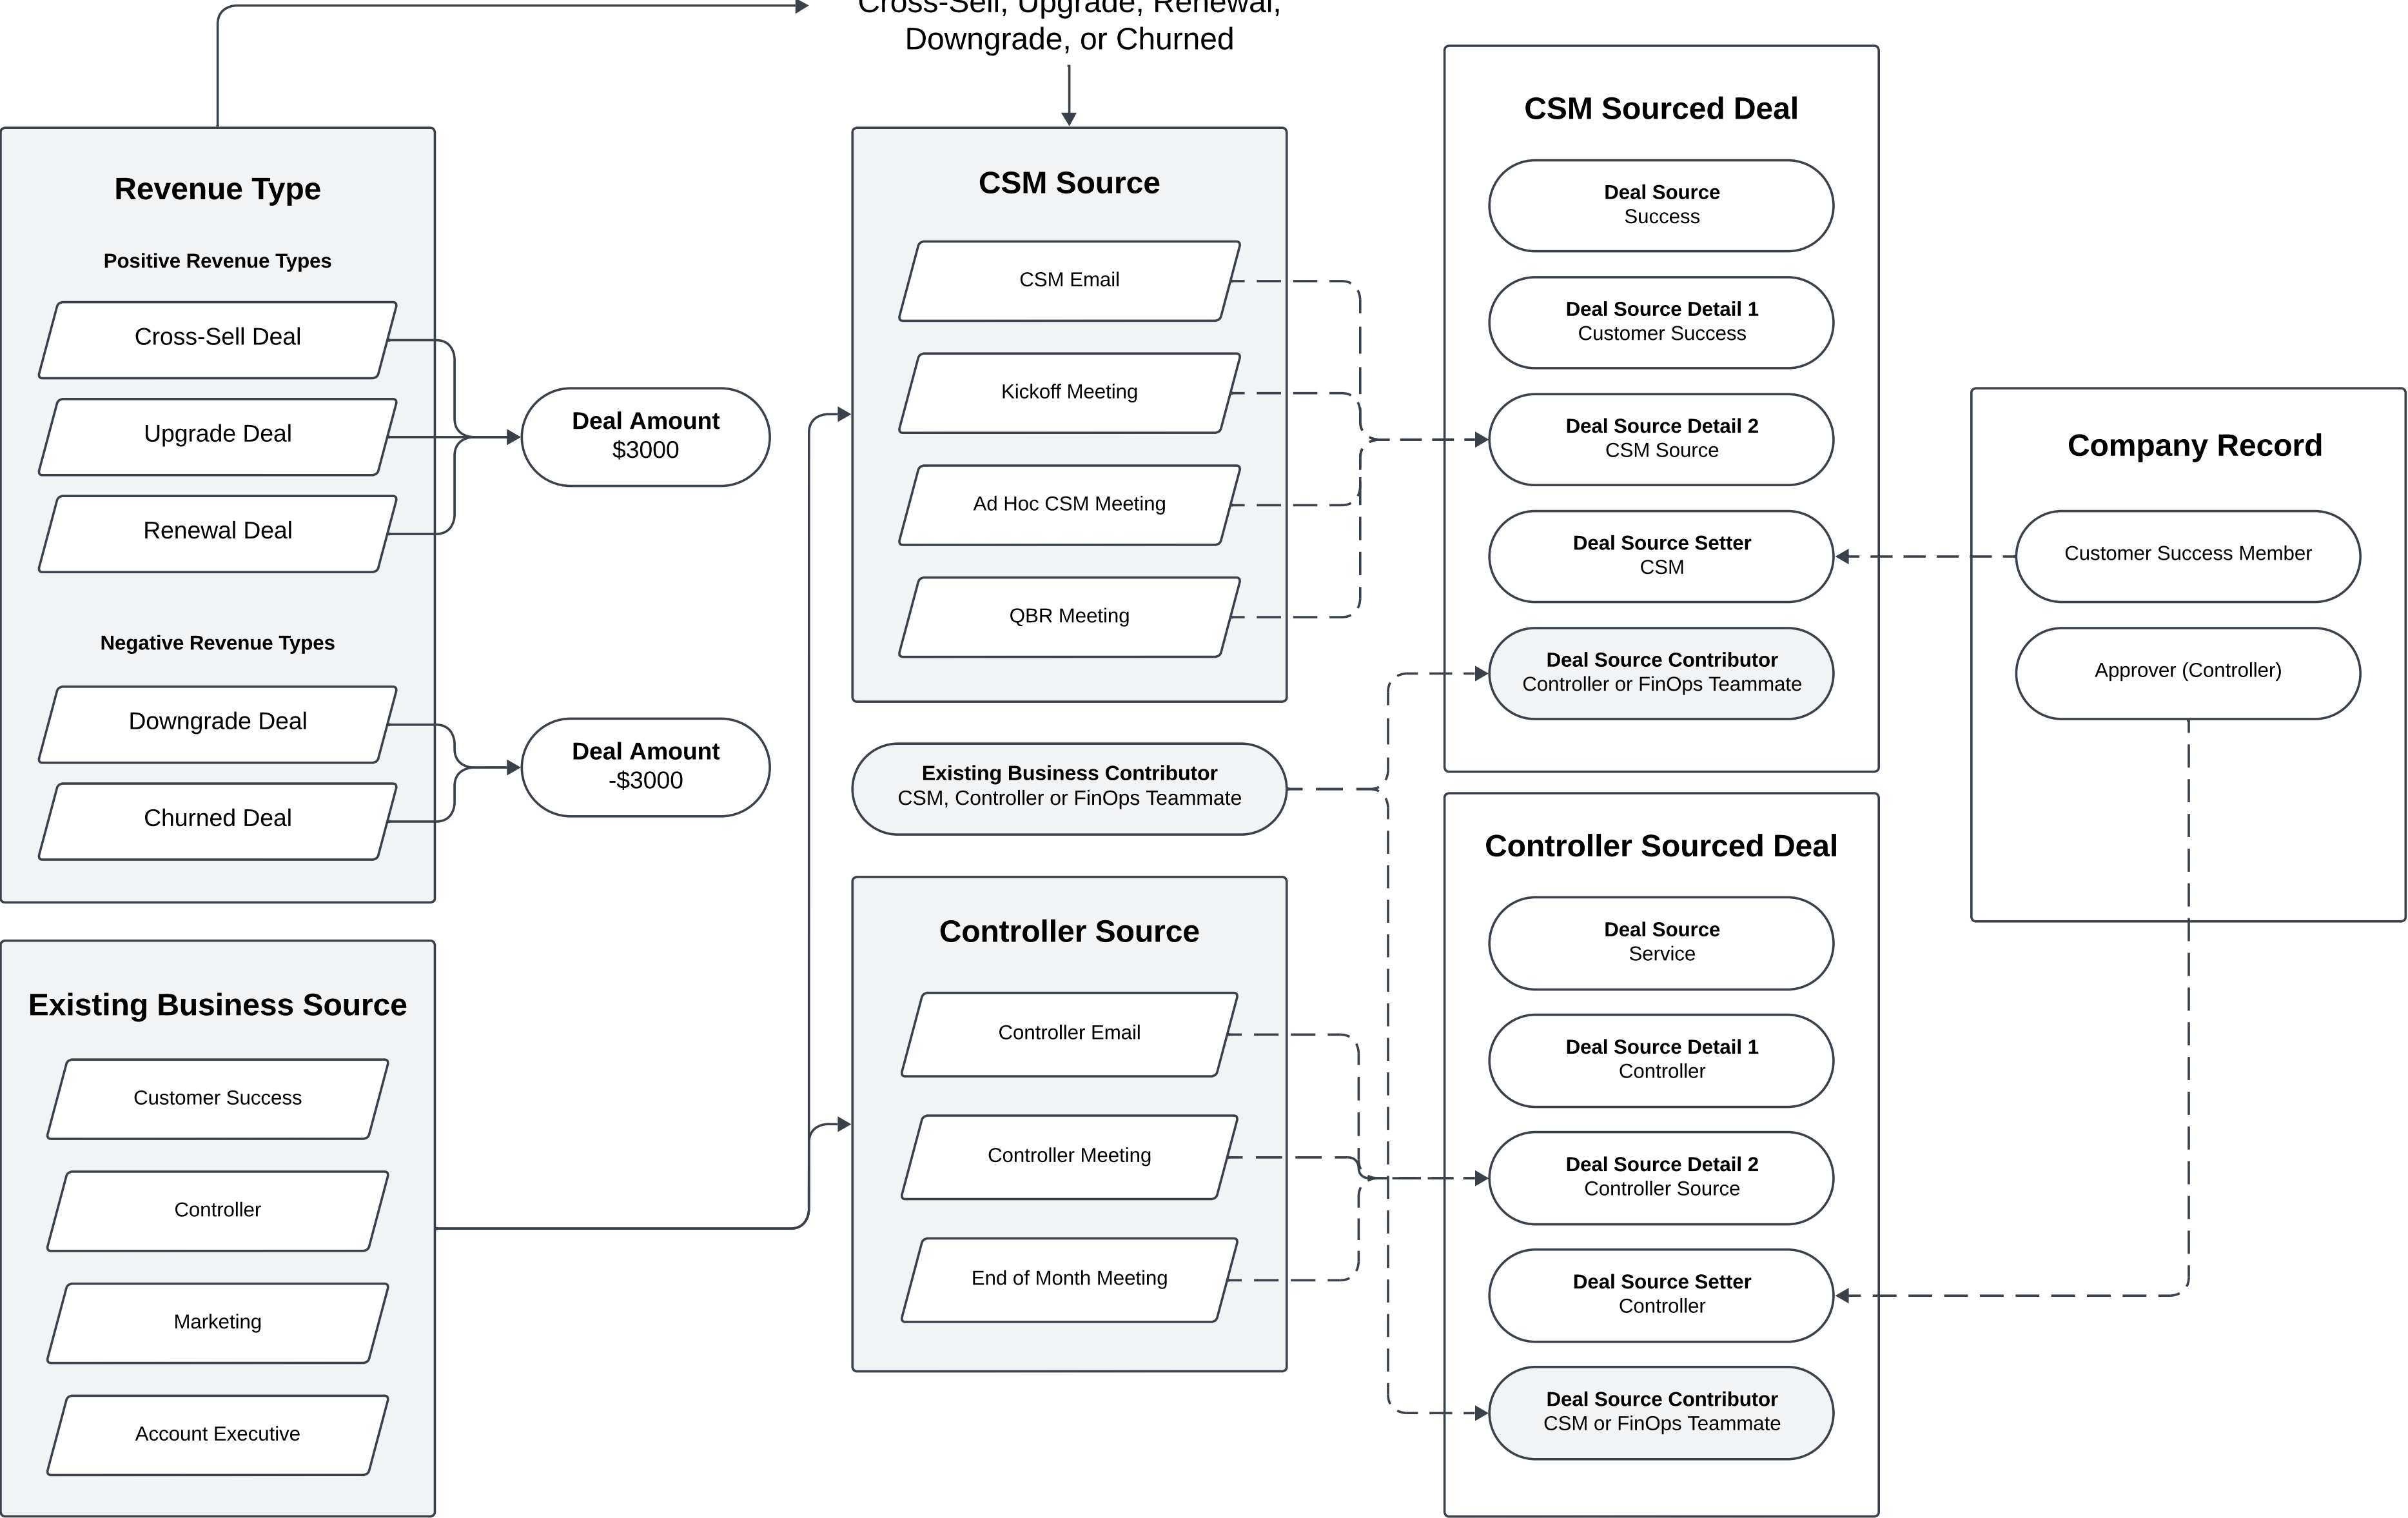 Cross-Sell, Upgrade, Renewal,
Downgrade, or Churned
Revenue Type
Positive Revenue Types
Cross-Sell Deal
Upgrade Deal
Renewal Deal
Negative Revenue Types
Downgrade Deal
Churned Deal
Deal Amount
$3000
Deal Amount
-$3000
Existing Business Source
Customer Success
Controller
Marketing
Account Executive
CSM Source
CSM Email
Kickoff Meeting
Ad Hoc CSM Meeting
QBR Meeting
Existing Business Contributor
CSM, Controller or FinOps Teammate
Controller Source
Controller Email
Controller Meeting
End of Month Meeting
CSM Sourced Deal
Deal Source
Success
Deal Source Detail 1
Customer Success
Deal Source Detail 2
CSM Source
Deal Source Setter
CSM
Deal Source Contributor
Controller or FinOps Teammate
Controller Sourced Deal
Deal Source
Service
Deal Source Detail 1
Controller
Deal Source Detail 2
Controller Source
Deal Source Setter
Controller
Deal Source Contributor
CSM or FinOps Teammate
Company Record
Customer Success Member
Approver (Controller)